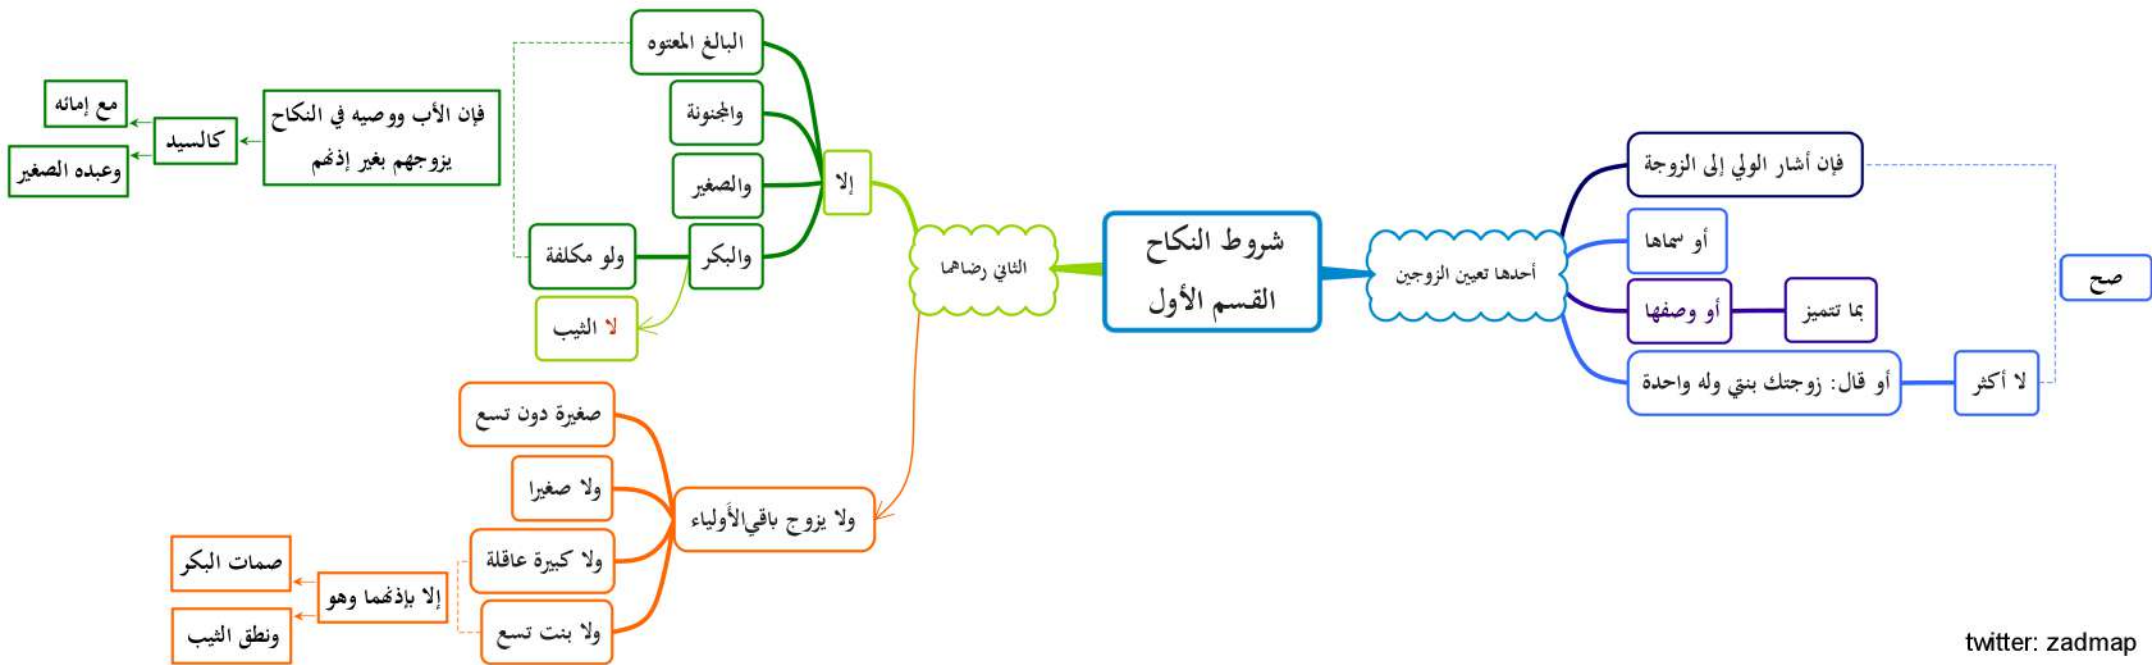 شروط النكاح
القسم الأول
أحدها تعيين الزوجين
فإن أشار الولي إلى الزوجة
أو سماها
أو وصفها
بما تتميز
أو قال: زوجتك بنتي وله واحدة
لا أكثر
صح
الثاني رضاهما
إلا
البالغ المعتوه
والمجنونة
والصغير
والبكر
ولو مكلفة
لا الثيب
فإن الأب ووصيه في النكاح
يزوجهم بغير إذنهم
كالسيد
مع إمائه
وعبده الصغير
ولا يزوج باقي الأولياء
صغيرة دون تسع
ولا صغيرا
ولا كبيرة عاقلة
ولا بنت تسع
إلا بإذنهما وهو
صمات البكر
ونطق الثيب
twitter: zadmap